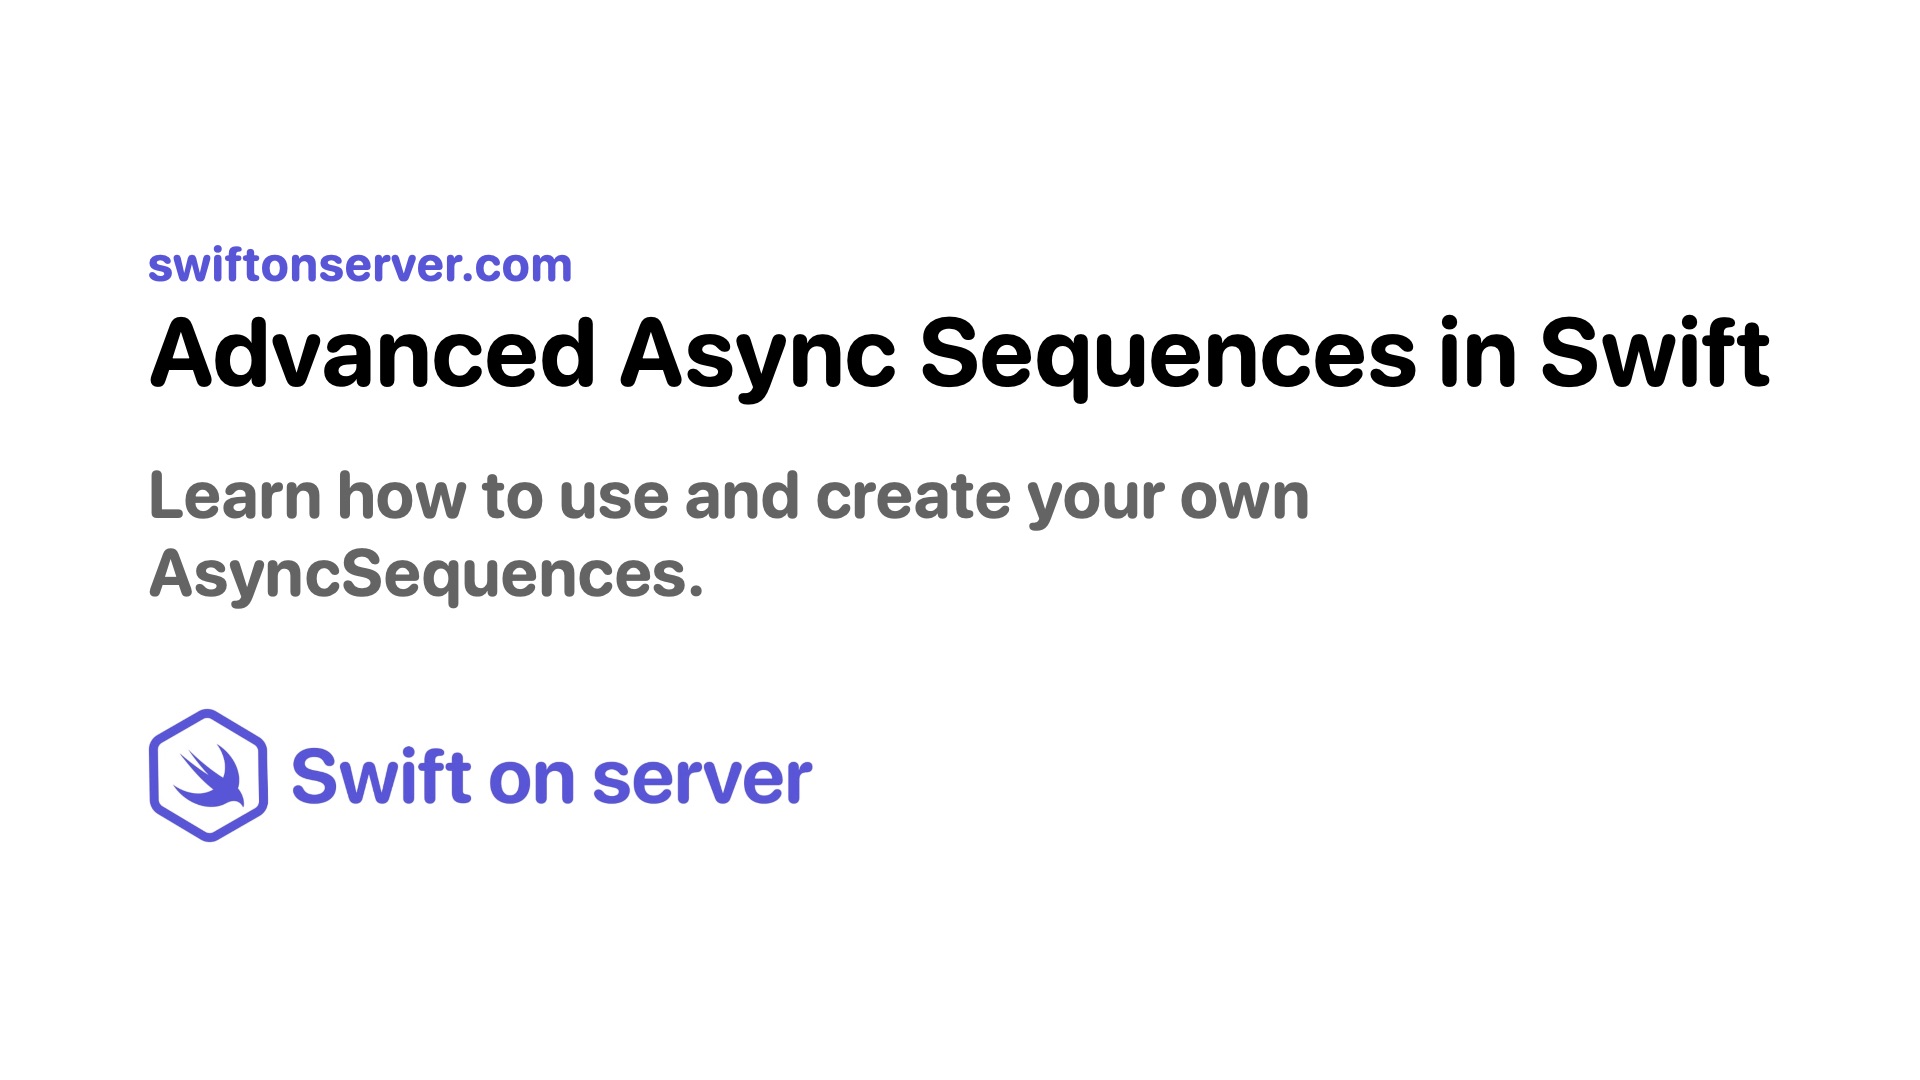 swiftonserver.com
Advanced Async Sequences in Swift
Learn how to use and create your own
AsyncSequences.
Swift on server